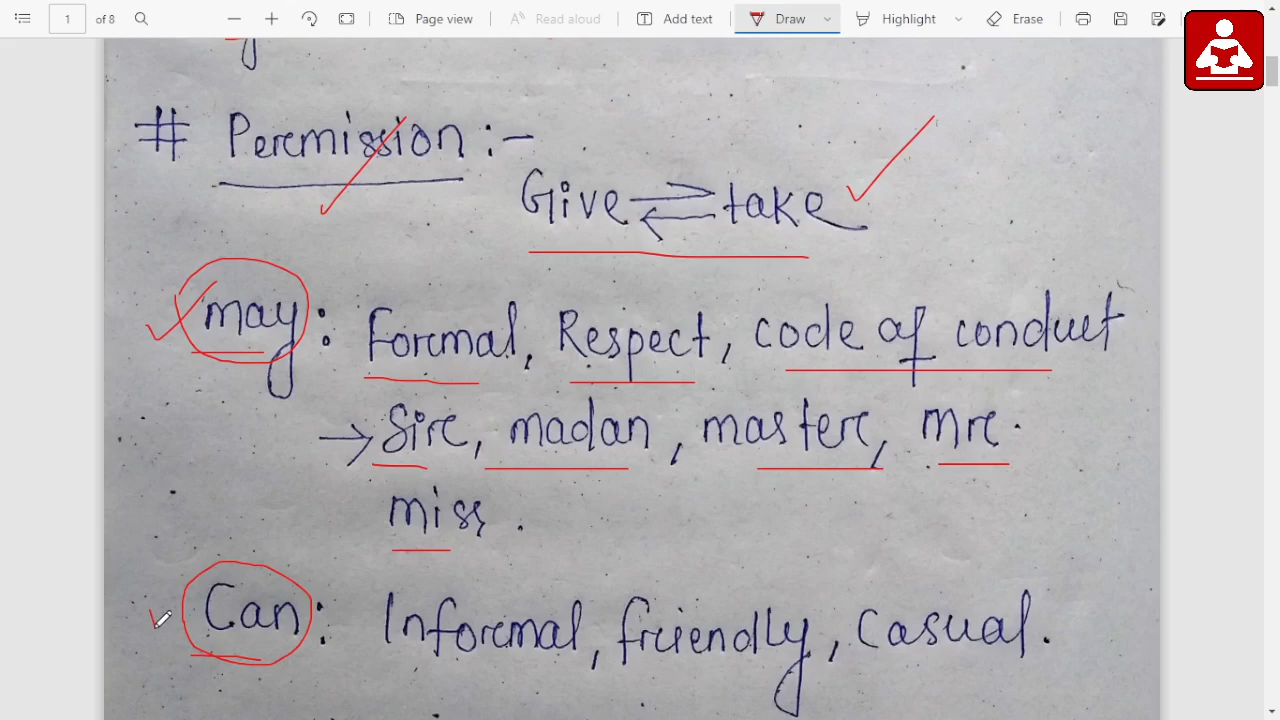 1 of 8 Page view Read aloud Add text Draw Highlight Erase
# Permission :-
Give ⇌ take
may: Formal, Respect, code of conduct
→ Sir, madan, master, Mr.
miss.
Can: Informal, friendly, Casual.